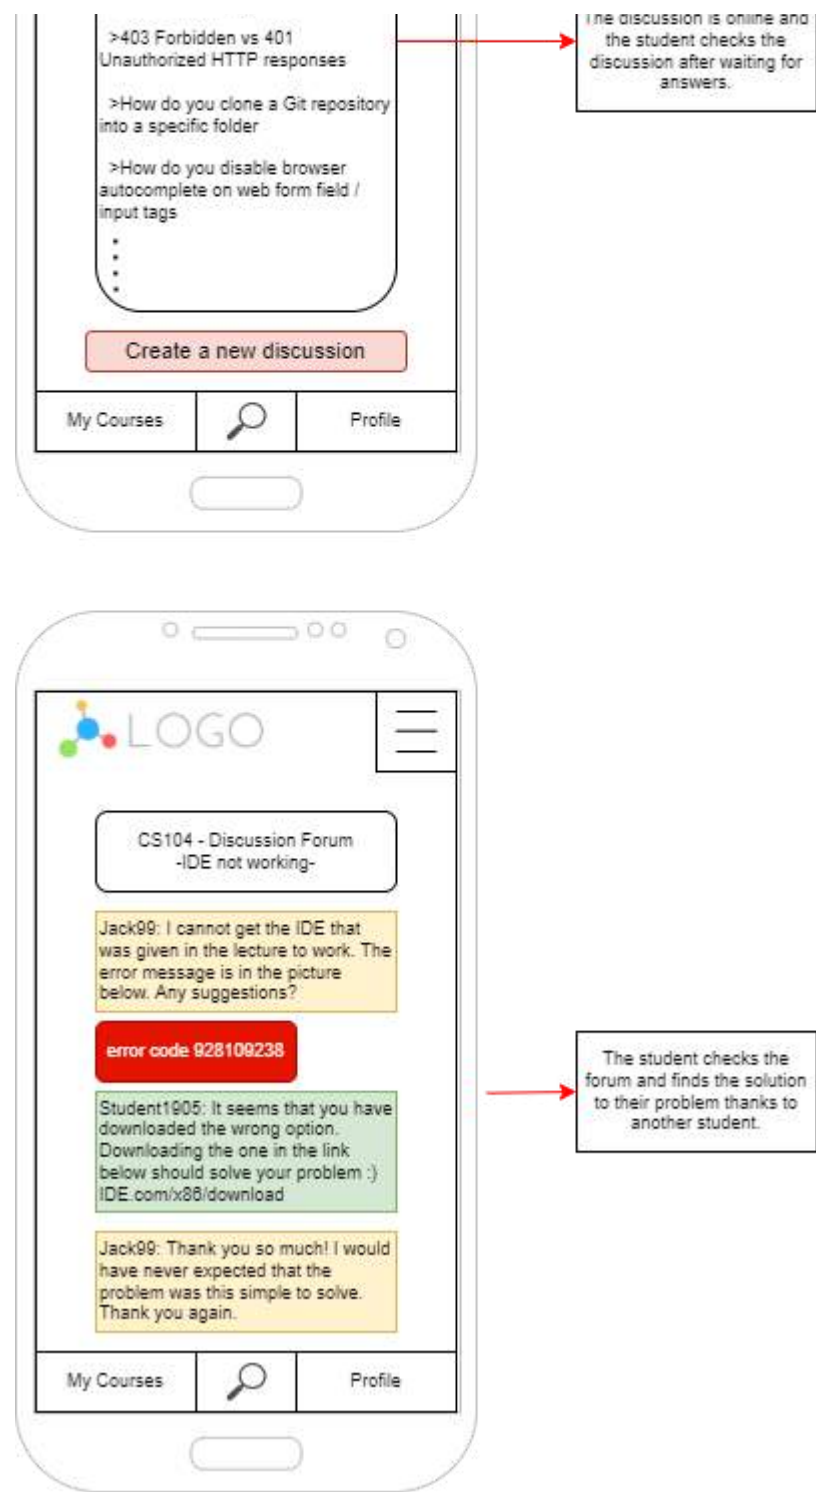 >403 Forbidden vs 401
Unauthorized HTTP responses
>How do you clone a Git repository
into a specific folder
>How do you disable browser
autocomplete on web form field /
input tags
Create a new discussion
My Courses
Profile
The discussion is online and
the student checks the
discussion after waiting for
answers.
LOGO
CS104 - Discussion Forum
-IDE not working-
Jack99: I cannot get the IDE that
was given in the lecture to work. The
error message is in the picture
below. Any suggestions?
error code 928109238
Student1905: It seems that you have
downloaded the wrong option.
Downloading the one in the link
below should solve your problem :)
IDE.com/x86/download
Jack99: Thank you so much! I would
have never expected that the
problem was this simple to solve.
Thank you again.
My Courses
Profile
The student checks the
forum and finds the solution
to their problem thanks to
another student.